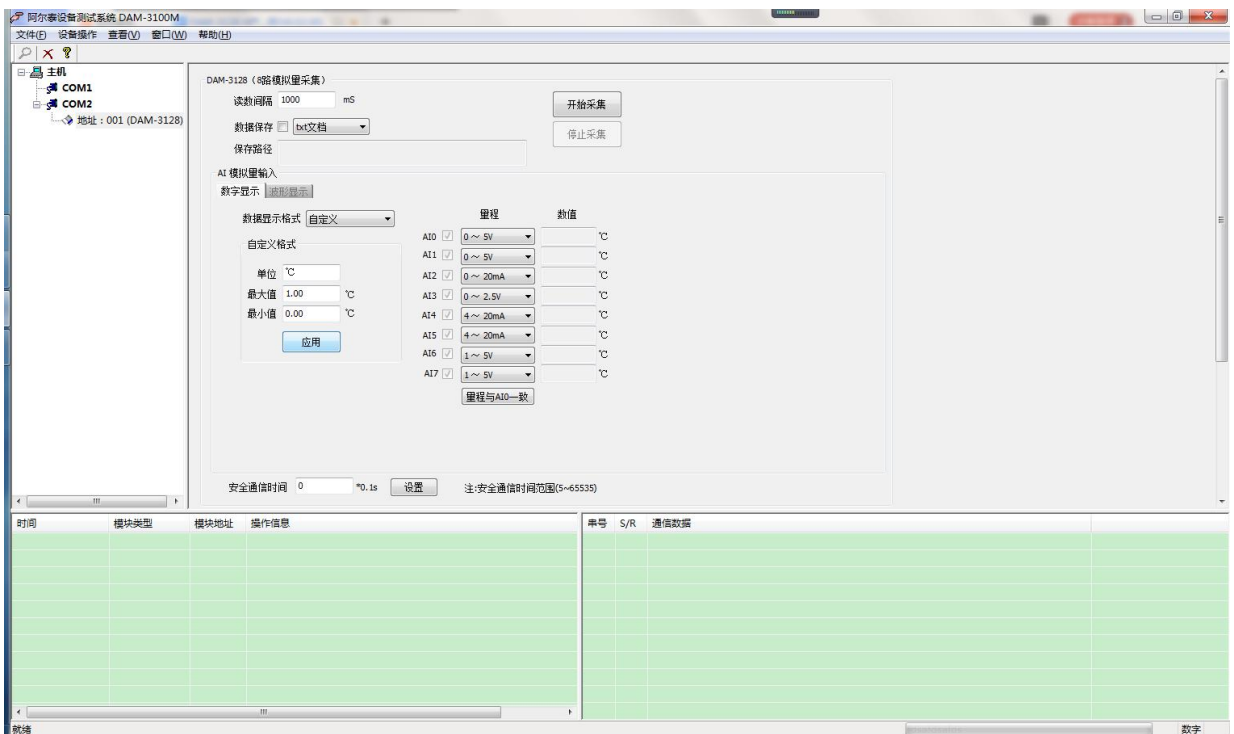 阿尔泰设备测试系统 DAM-3100M
文件(F) 设备操作 查看(V) 窗口(W) 帮助(H)
主机
COM1
COM2
地址：001 (DAM-3128)
DAM-3128（8路模拟量采集）
读数间隔 1000 mS
开始采集
数据保存 txt文档
停止采集
保存路径
AI 模拟量输入
数字显示 波形显示
数据显示格式 自定义 量程 数值
自定义格式
AI0 0～ 5V ℃
AI1 0～ 5V ℃
单位 ℃ AI2 0～ 20mA ℃
最大值 1.00 ℃ AI3 0～ 2.5V ℃
最小值 0.00 ℃ AI4 4～ 20mA ℃
应用 AI5 4～ 20mA ℃
AI6 1～ 5V ℃
AI7 1～ 5V ℃
量程与AI0一致
安全通信时间 0 *0.1s 设置 注:安全通信时间范围(5~65535)
时间 模块类型 模块地址 操作信息 串号 S/R 通信数据
就绪 数字